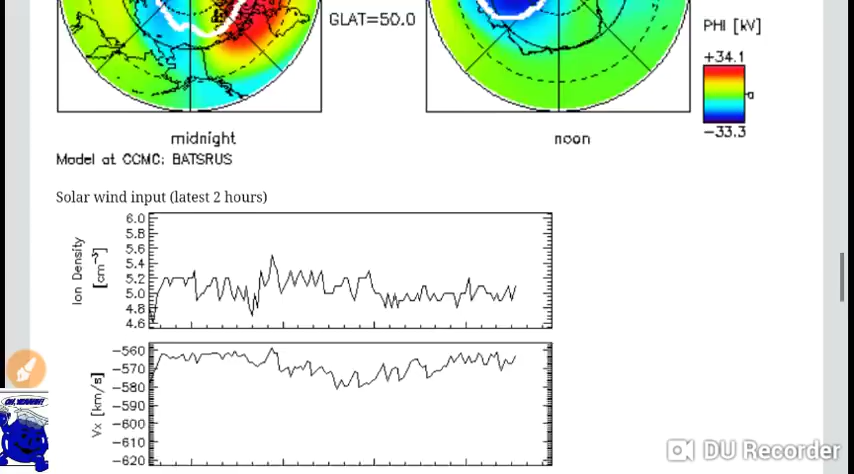 GLAT=50.0
PHI [kV]
+34.1
-33.3
midnight
noon
Model at CCMC: BATSRUS
Solar wind input (latest 2 hours)
Ion Density
[cm⁻³]
6.0
5.8
5.6
5.4
5.2
5.0
4.8
4.6
Vx [km/s]
-560
-570
-580
-590
-600
-610
-620
OH, YEAHHH!
DU Recorder